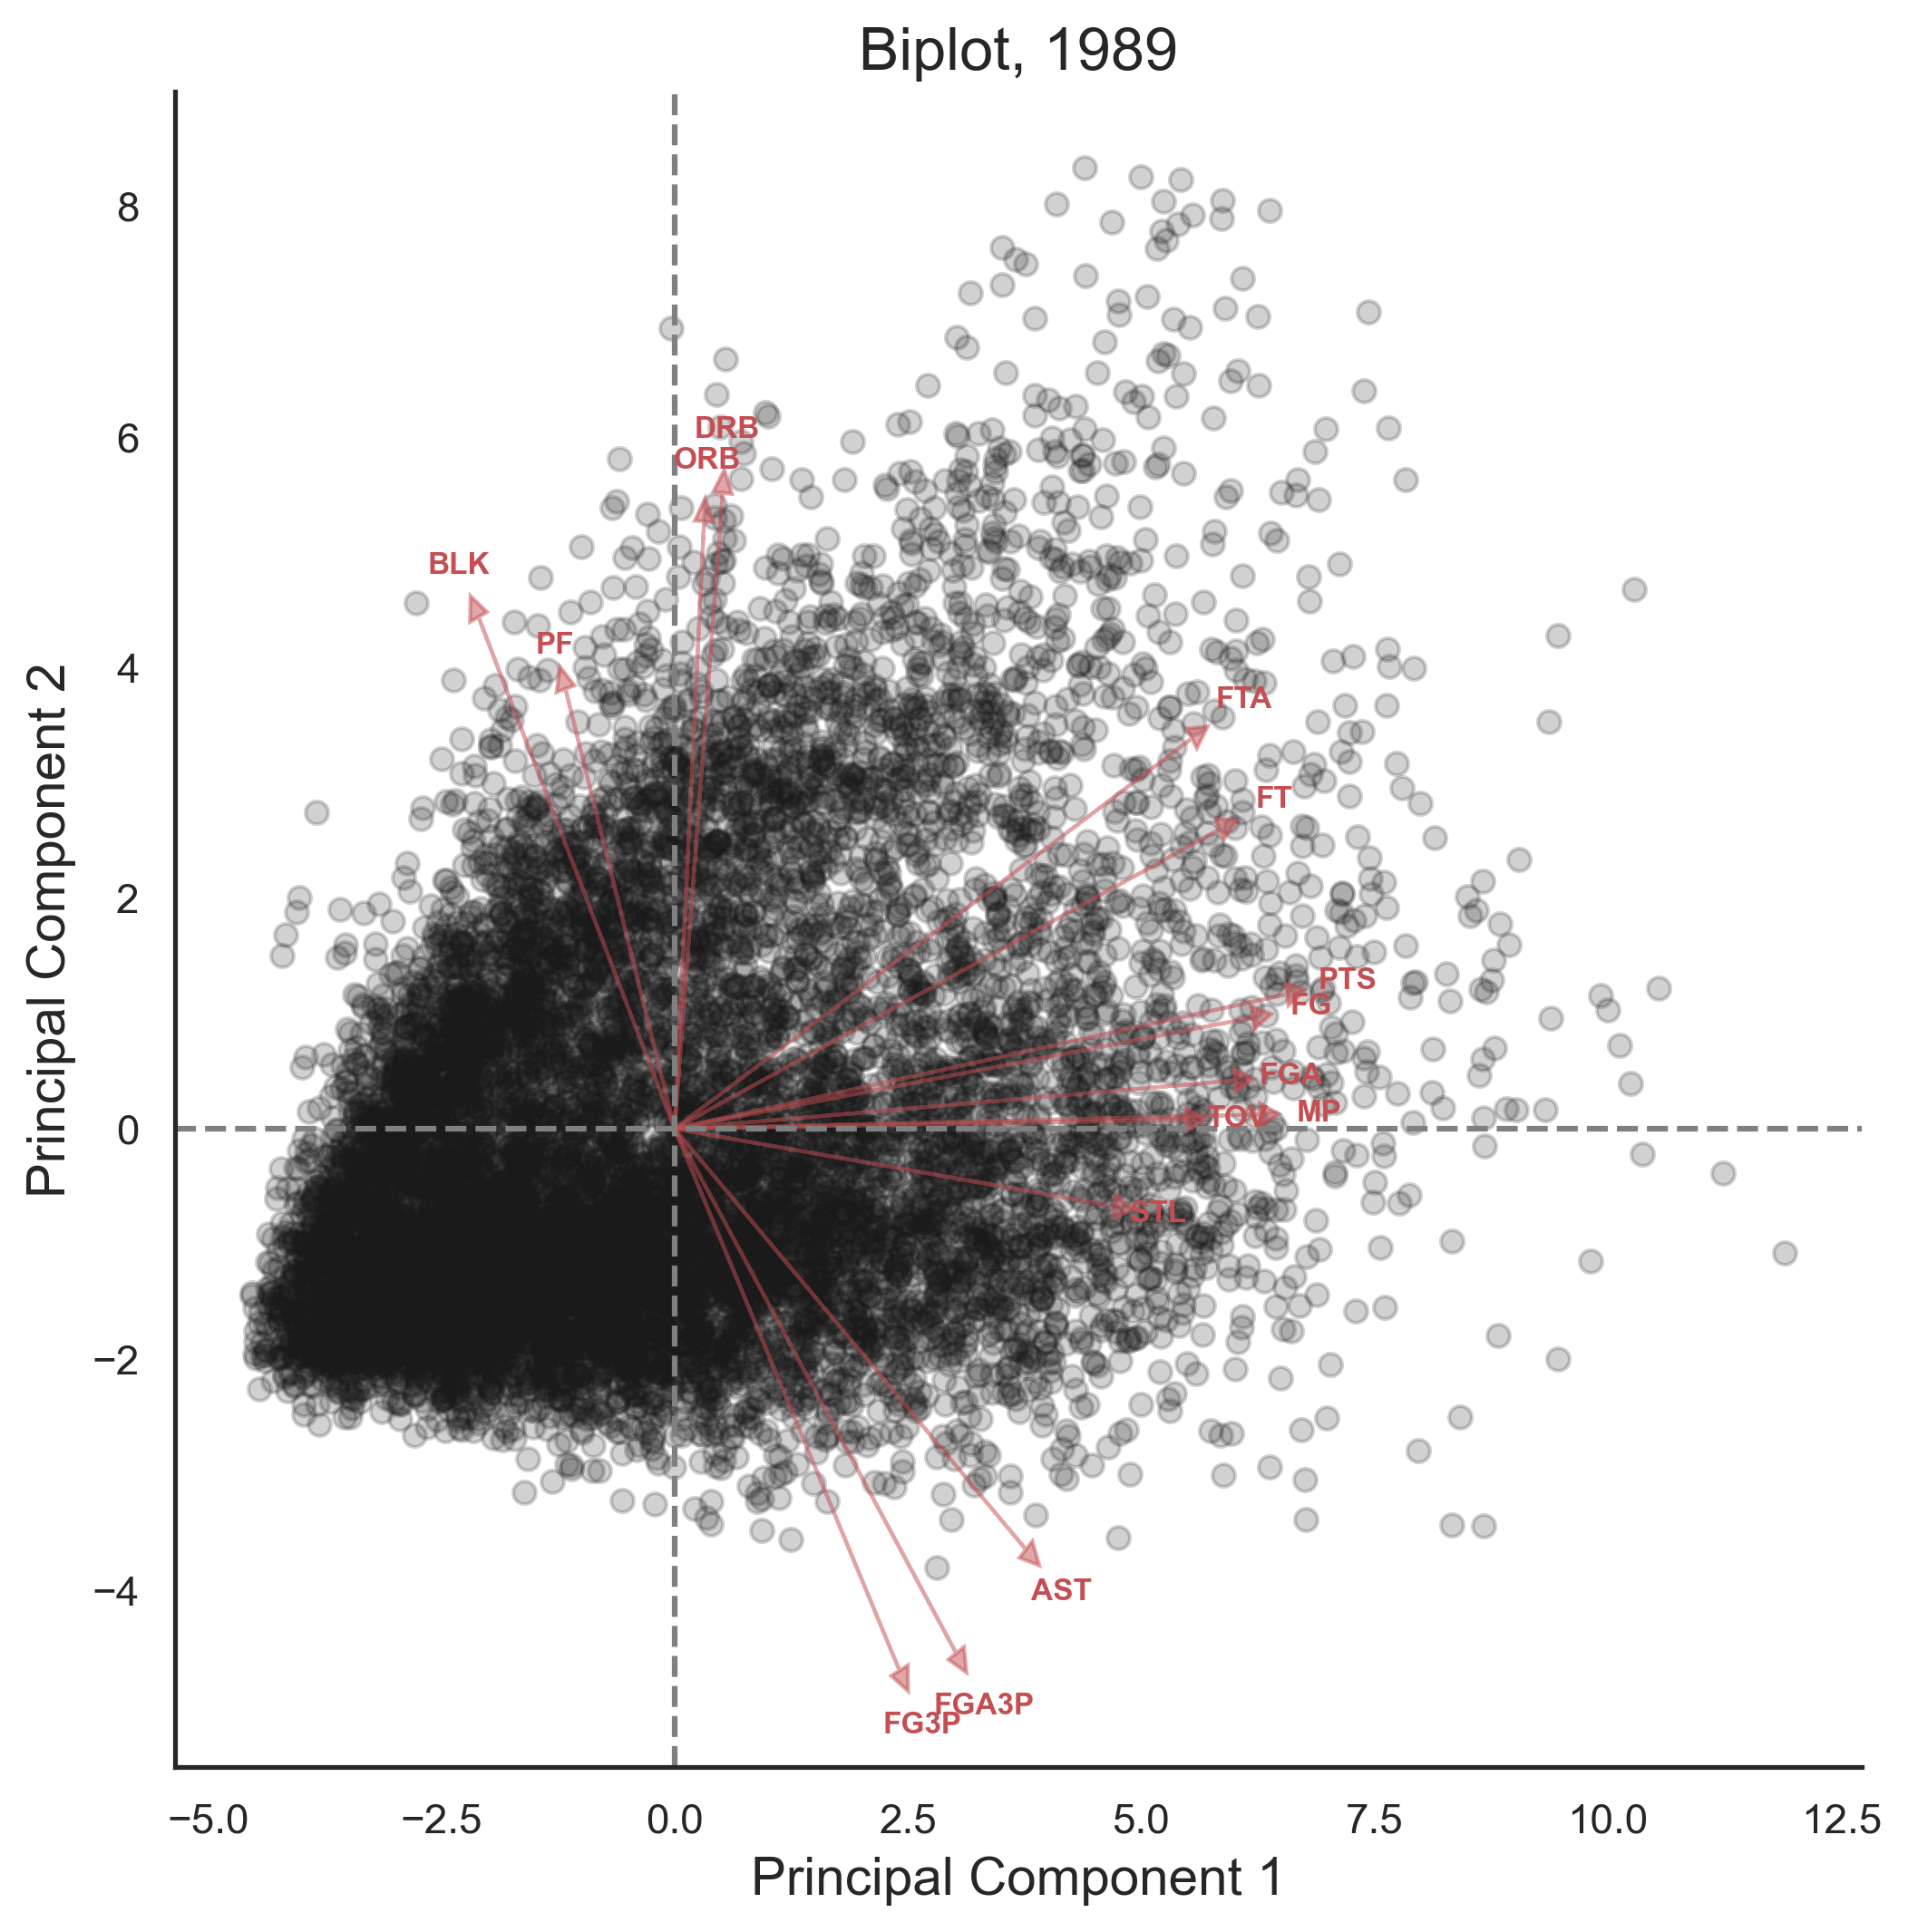 Biplot, 1989
Principal Component 2
8
6
4
2
0
−2
−4
DRB
ORB
BLK
PF
FTA
FT
PTS
FG
FGA
MP
TOV
STL
AST
FGA3P
FG3P
−5.0 −2.5 0.0 2.5 5.0 7.5 10.0 12.5
Principal Component 1